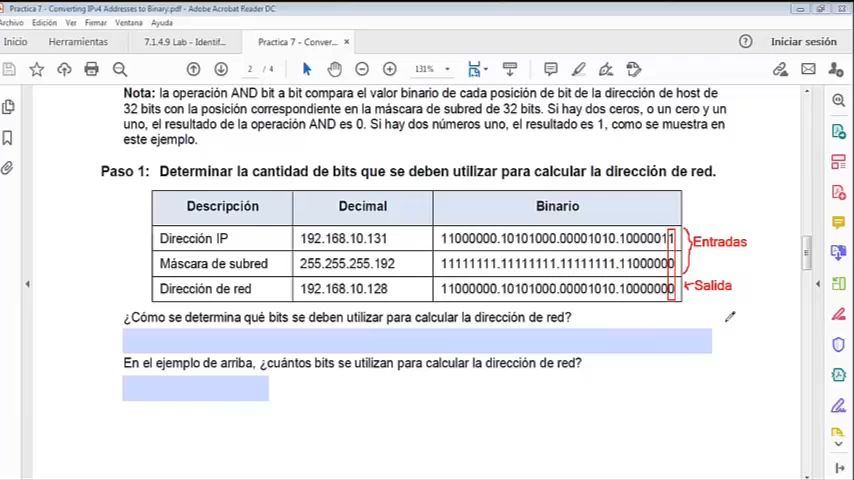 Practica 7 - Converting IPv4 Addresses to Binary.pdf - Adobe Acrobat Reader DC
Archivo Edición Ver Firmar Ventana Ayuda
Inicio Herramientas 7.1.4.9 Lab - Identif... Practica 7 - Conver... × Iniciar sesión
2 / 4 131%
Nota: la operación AND bit a bit compara el valor binario de cada posición de bit de la dirección de host de
32 bits con la posición correspondiente en la máscara de subred de 32 bits. Si hay dos ceros, o un cero y un
uno, el resultado de la operación AND es 0. Si hay dos números uno, el resultado es 1, como se muestra en
este ejemplo.
Paso 1: Determinar la cantidad de bits que se deben utilizar para calcular la dirección de red.
Descripción Decimal Binario
Dirección IP 192.168.10.131 11000000.10101000.00001010.10000011
Entradas
Máscara de subred 255.255.255.192 11111111.11111111.11111111.11000000
Dirección de red 192.168.10.128 11000000.10101000.00001010.10000000
Salida
¿Cómo se determina qué bits se deben utilizar para calcular la dirección de red?
En el ejemplo de arriba, ¿cuántos bits se utilizan para calcular la dirección de red?